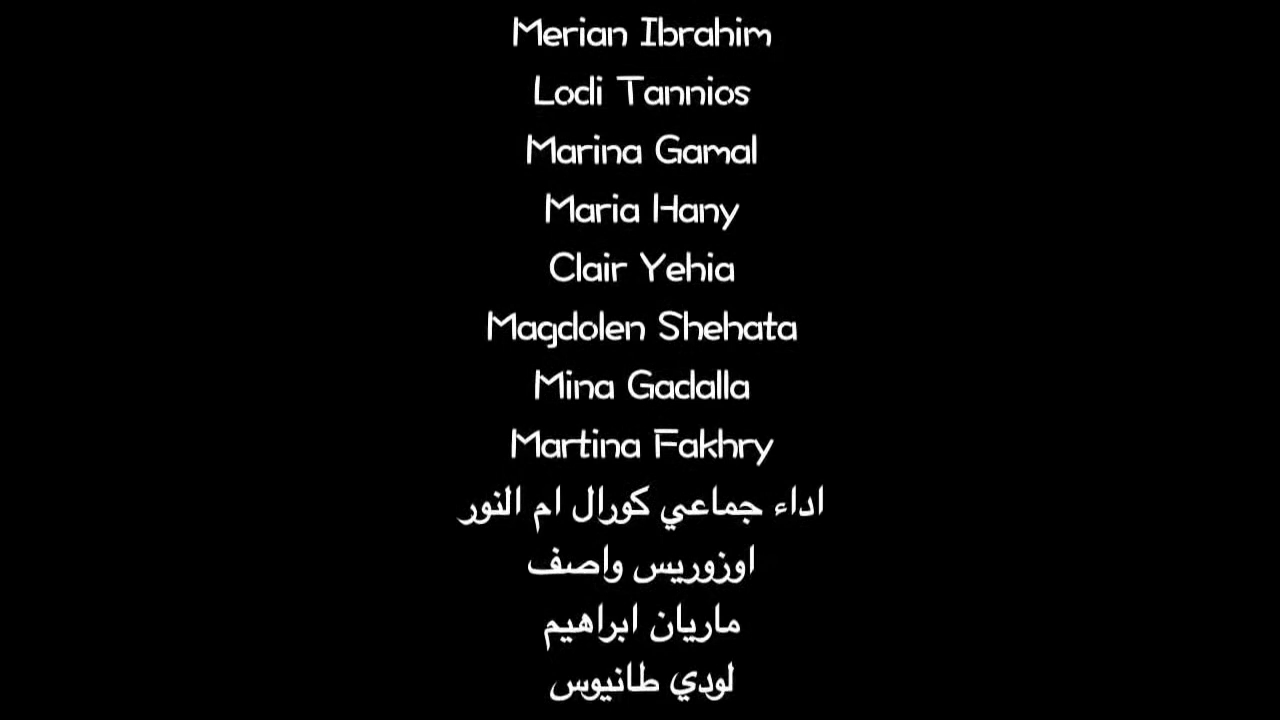 Merian Ibrahim
Lodi Tannios
Marina Gamal
Maria Hany
Clair Yehia
Magdolen Shehata
Mina Gadalla
Martina Fakhry
اداء جماعي كورال ام النور
اوزوريس واصف
ماريان ابراهيم
لودي طانيوس